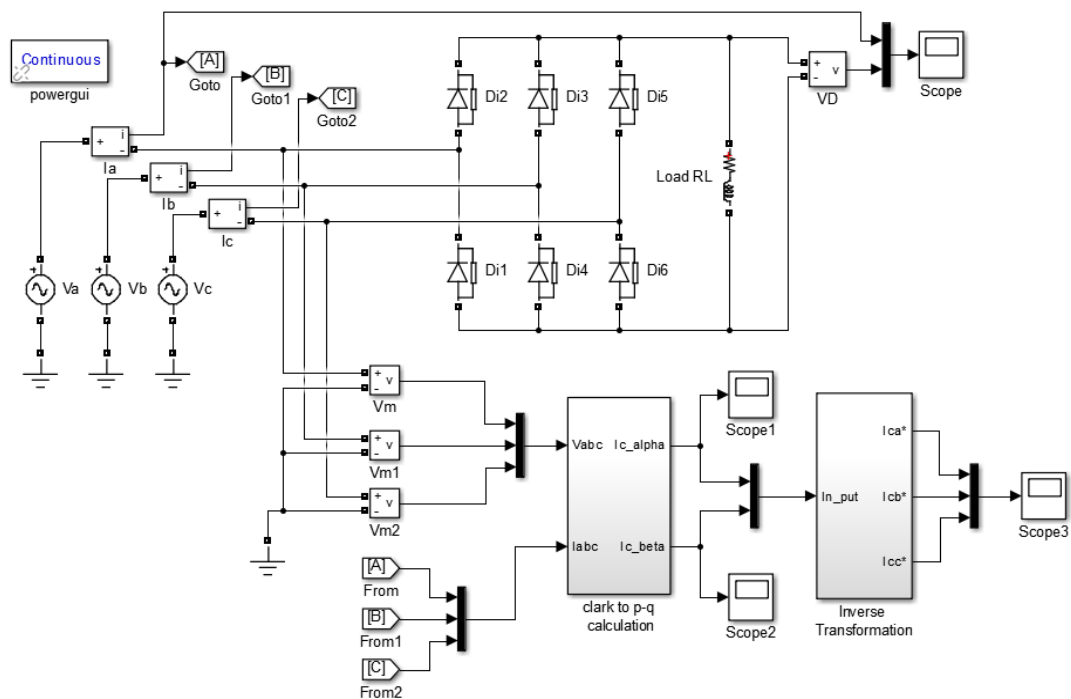 Continuous
powergui
[A]
Goto
[B]
Goto1
[C]
Goto2
+ i -
Ia
+ i -
Ib
+ i -
Ic
+
Va
+
Vb
+
Vc
Di2
Di3
Di5
Di1
Di4
Di6
Load RL
+ v -
VD
Scope
+ v -
Vm
+ v -
Vm1
+ v -
Vm2
[A]
From
[B]
From1
[C]
From2
Vabc
Iabc
Ic_alpha
Ic_beta
clark to p-q
calculation
Scope1
Scope2
In_put
Ica*
Icb*
Icc*
Inverse
Transformation
Scope3